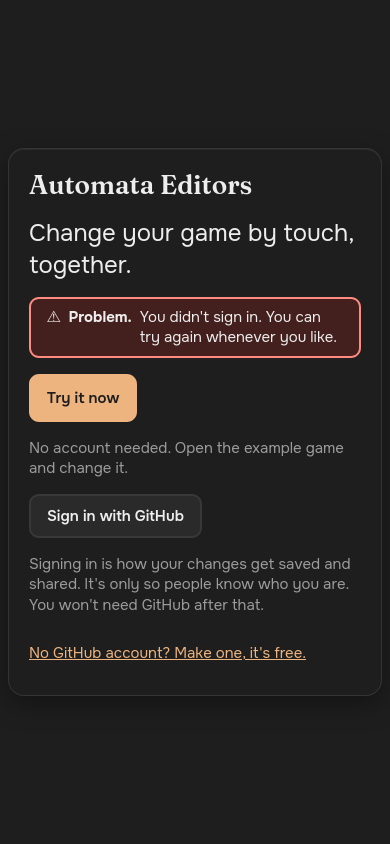 Automata Editors
Change your game by touch,
together.
⚠ Problem. You didn't sign in. You can
try again whenever you like.
Try it now
No account needed. Open the example game
and change it.
Sign in with GitHub
Signing in is how your changes get saved and
shared. It's only so people know who you are.
You won't need GitHub after that.
No GitHub account? Make one, it's free.